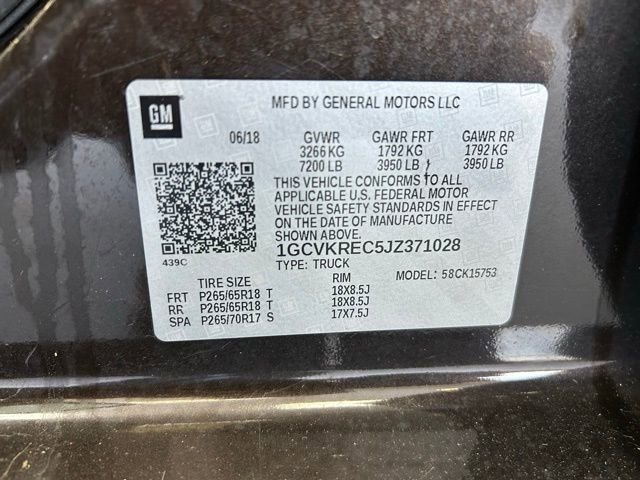 GM
MFD BY GENERAL MOTORS LLC
06/18 GVWR GAWR FRT GAWR RR
3266 KG 1792 KG 1792 KG
7200 LB 3950 LB 3950 LB
THIS VEHICLE CONFORMS TO ALL
APPLICABLE U.S. FEDERAL MOTOR
VEHICLE SAFETY STANDARDS IN EFFECT
ON THE DATE OF MANUFACTURE
SHOWN ABOVE.
439C
1GCVKREC5JZ371028
TYPE: TRUCK MODEL: 58CK15753
TIRE SIZE RIM
FRT P265/65R18 T 18X8.5J
RR P265/65R18 T 18X8.5J
SPA P265/70R17 S 17X7.5J